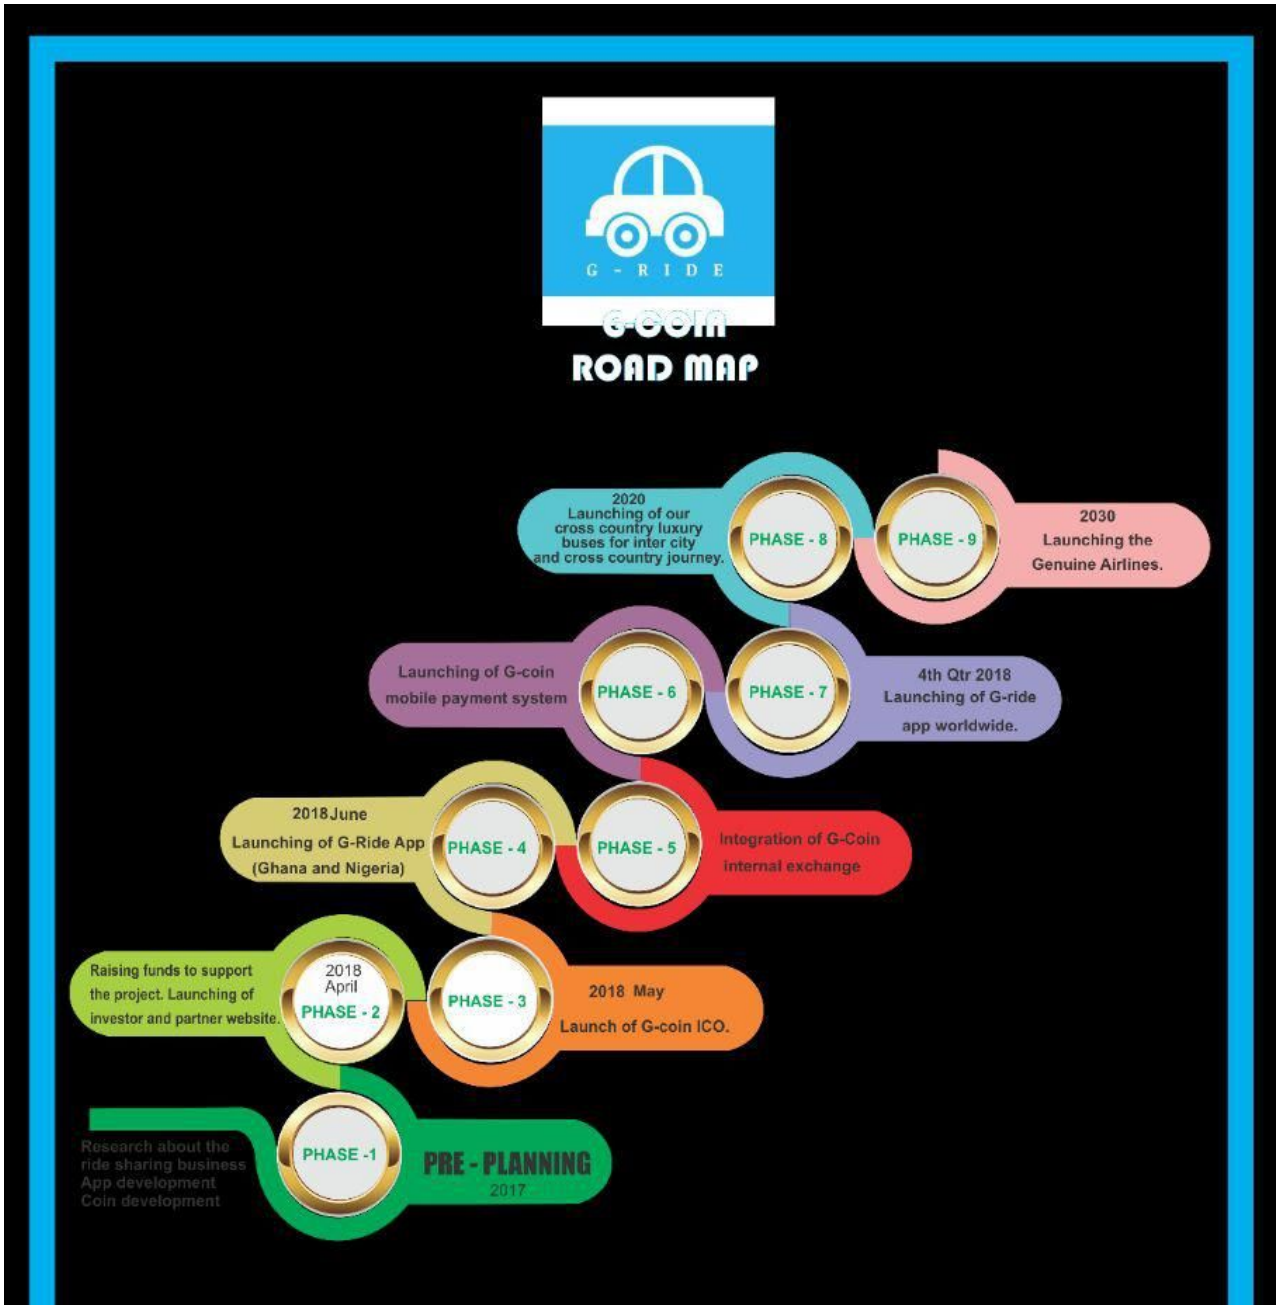 G - R I D E
G-COIN
ROAD MAP
2020
Launching of our
cross country luxury
buses for inter city
and cross country journey.
PHASE - 8
PHASE - 9
2030
Launching the
Genuine Airlines.
Launching of G-coin
mobile payment system
PHASE - 6
PHASE - 7
4th Qtr 2018
Launching of G-ride
app worldwide.
2018 June
Launching of G-Ride App
(Ghana and Nigeria)
PHASE - 4
PHASE - 5
Integration of G-Coin
internal exchange
Raising funds to support
the project. Launching of
investor and partner website.
2018
April
PHASE - 2
PHASE - 3
2018 May
Launch of G-coin ICO.
Research about the
ride sharing business
App development
Coin development
PHASE -1
PRE - PLANNING
2017